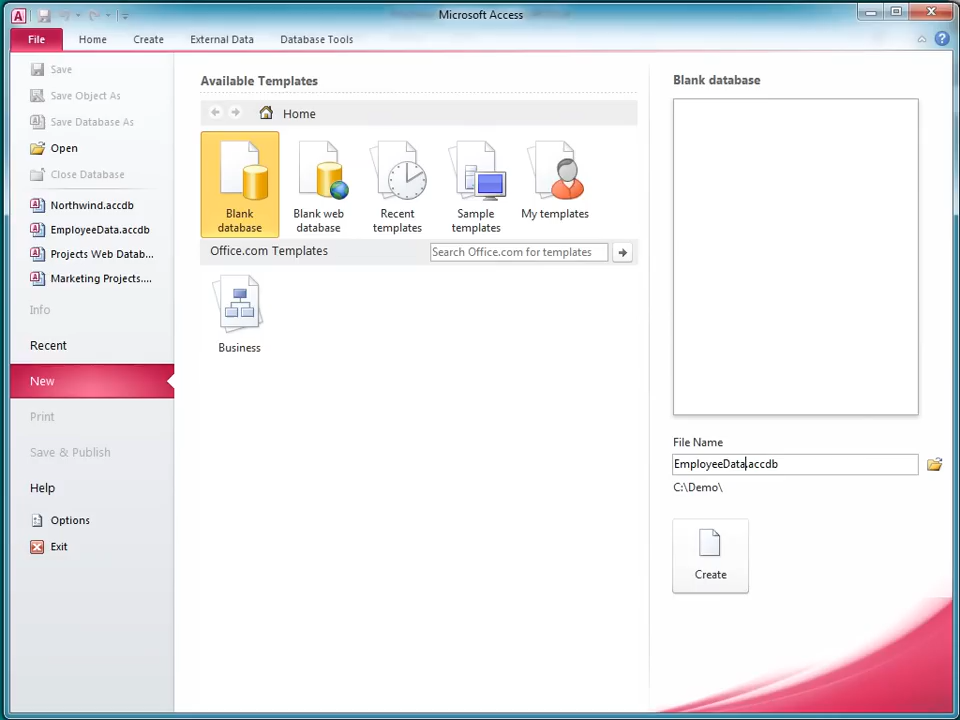 Microsoft Access
File Home Create External Data Database Tools
Save
Save Object As
Save Database As
Open
Close Database
Northwind.accdb
EmployeeData.accdb
Projects Web Datab...
Marketing Projects....
Info
Recent
New
Print
Save & Publish
Help
Options
Exit
Available Templates
Home
Blank database
Blank web database
Recent templates
Sample templates
My templates
Office.com Templates
Search Office.com for templates
Business
Blank database
File Name
EmployeeData.accdb
C:\Demo\
Create